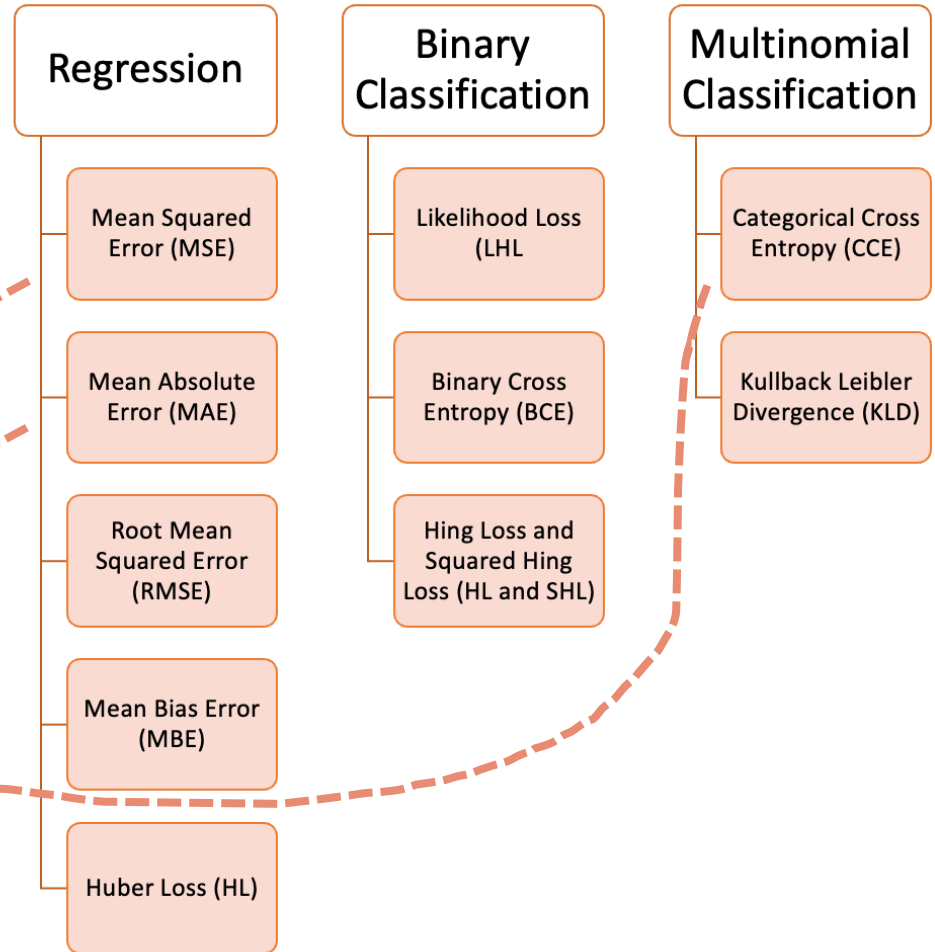 Regression
Mean Squared
Error (MSE)
Mean Absolute
Error (MAE)
Root Mean
Squared Error
(RMSE)
Mean Bias Error
(MBE)
Huber Loss (HL)
Binary
Classification
Likelihood Loss
(LHL
Binary Cross
Entropy (BCE)
Hing Loss and
Squared Hing
Loss (HL and SHL)
Multinomial
Classification
Categorical Cross
Entropy (CCE)
Kullback Leibler
Divergence (KLD)